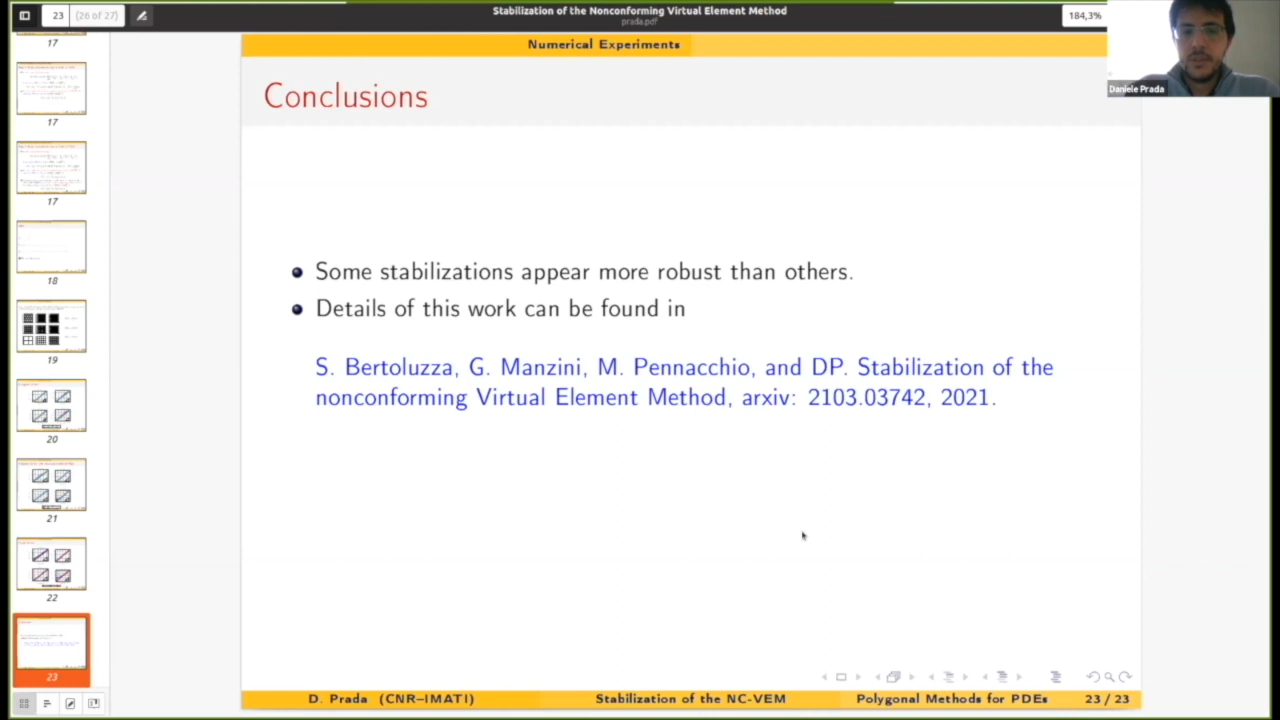 23 (26 of 27)
Stabilization of the Nonconforming Virtual Element Method
prada.pdf
184,3%
Daniele Prada
17
17
17
18
19
20
21
22
23
Numerical Experiments
Conclusions
Some stabilizations appear more robust than others.
Details of this work can be found in
S. Bertoluzza, G. Manzini, M. Pennacchio, and DP. Stabilization of the
nonconforming Virtual Element Method, arxiv: 2103.03742, 2021.
D. Prada (CNR–IMATI) Stabilization of the NC-VEM Polygonal Methods for PDEs 23 / 23